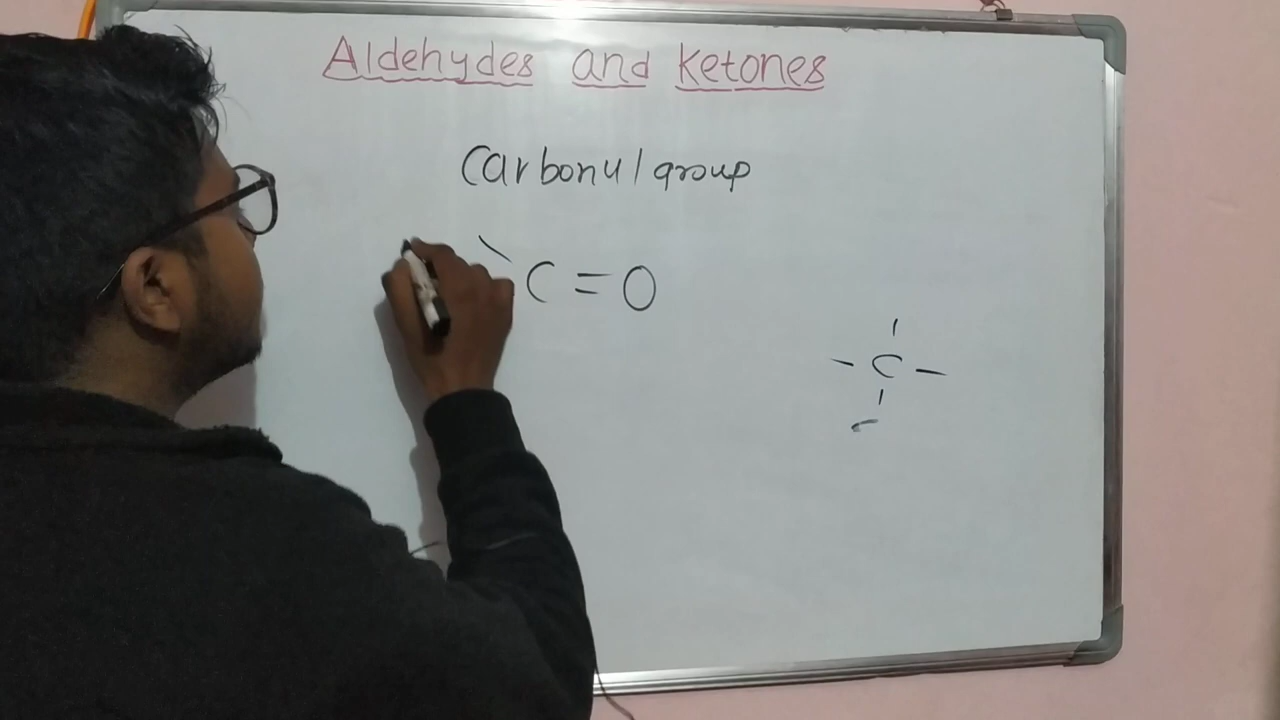 Aldehydes and Ketones
Carbonyl group
C = O
C